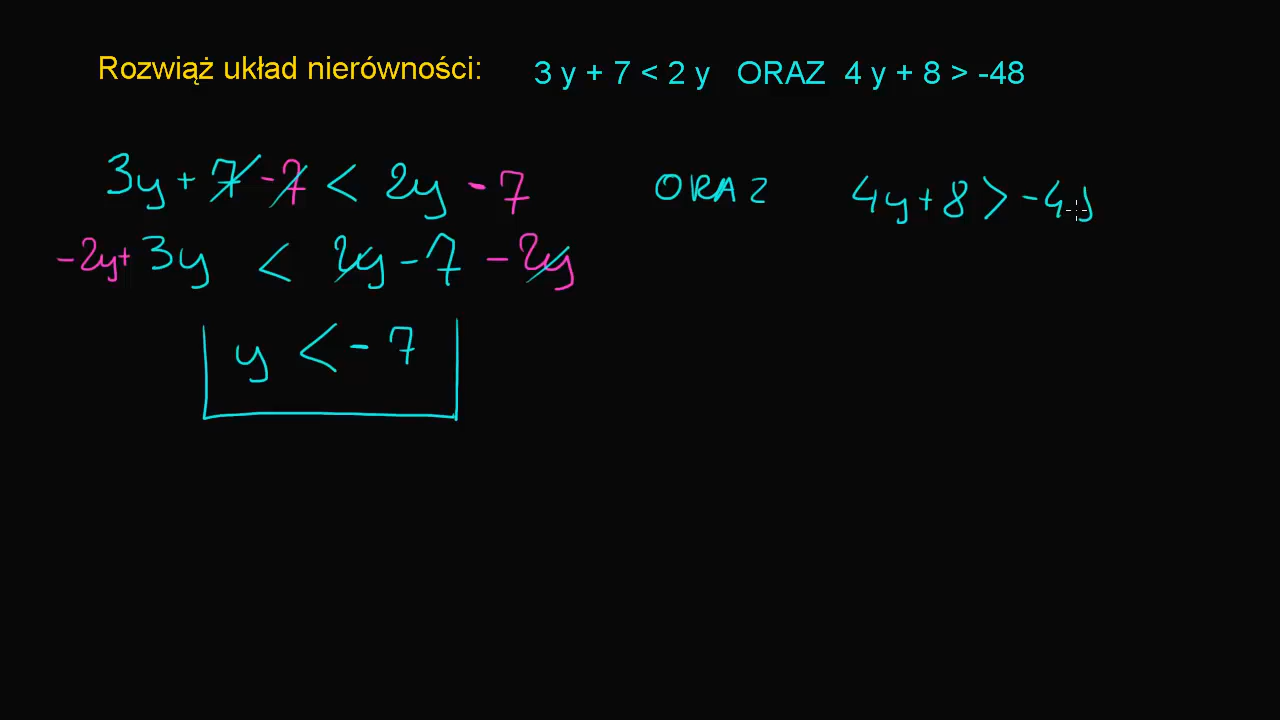 Rozwiąż układ nierówności: 3 y + 7 < 2 y ORAZ 4 y + 8 > -48
3y + 7 - 7 < 2y - 7 ORAZ 4y + 8 > -4
-2y + 3y < 2y - 7 - 2y
y < - 7